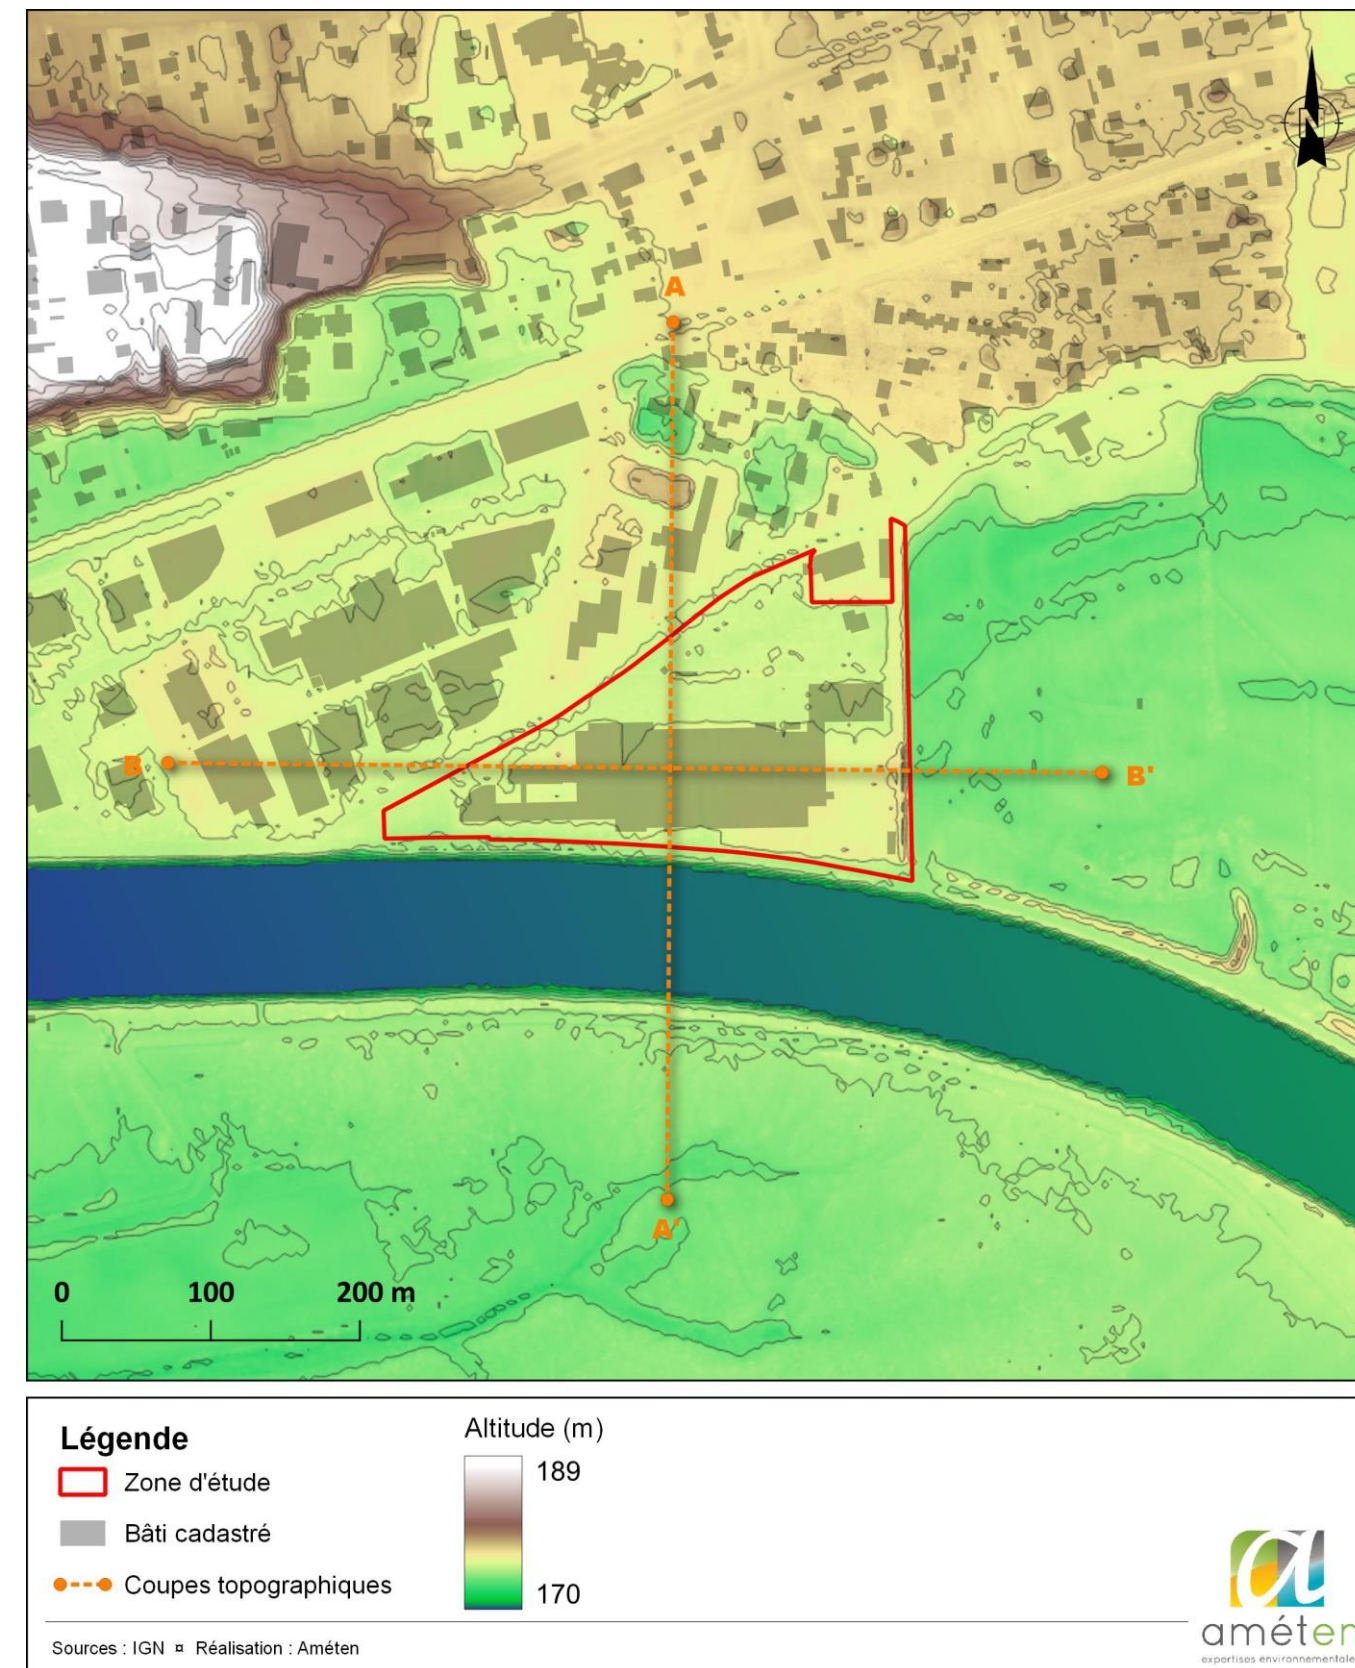 N
A
B
B'
A'
0 100 200 m
Légende
Zone d'étude
Bâti cadastré
Coupes topographiques
Altitude (m)
189
170
Sources : IGN ¤ Réalisation : Améten
a
améten
expertises environnementales